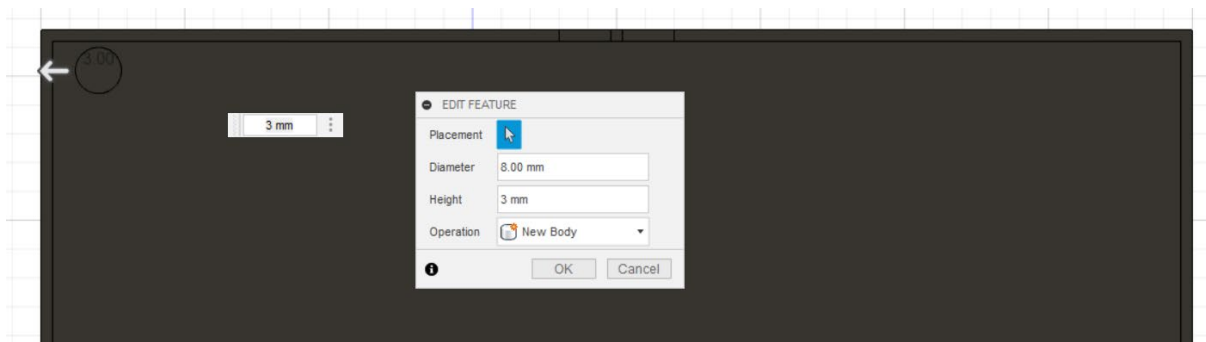 3.00
3 mm
EDIT FEATURE
Placement
Diameter 8.00 mm
Height 3 mm
Operation New Body
OK Cancel